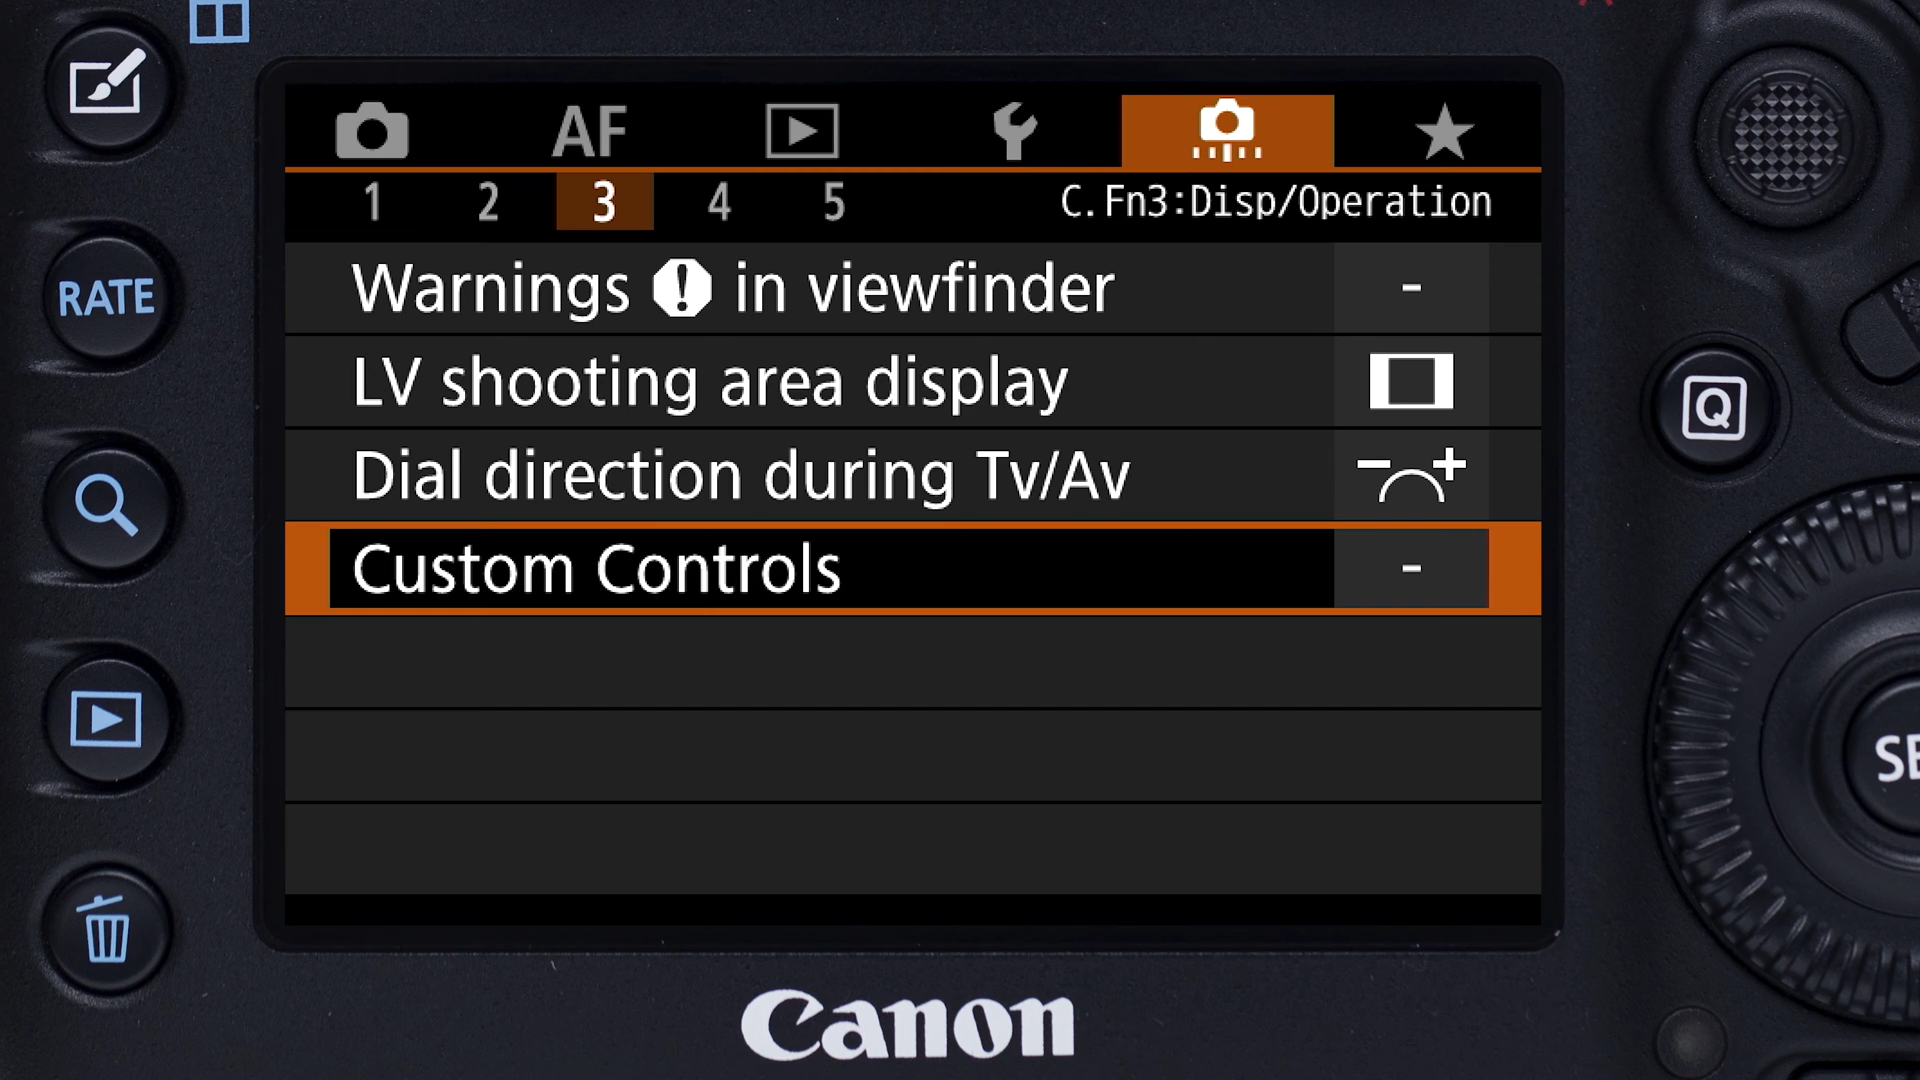 AF
1 2 3 4 5 C.Fn3:Disp/Operation
RATE
Warnings ! in viewfinder -
LV shooting area display
Q
Dial direction during Tv/Av - +
Custom Controls -
Canon